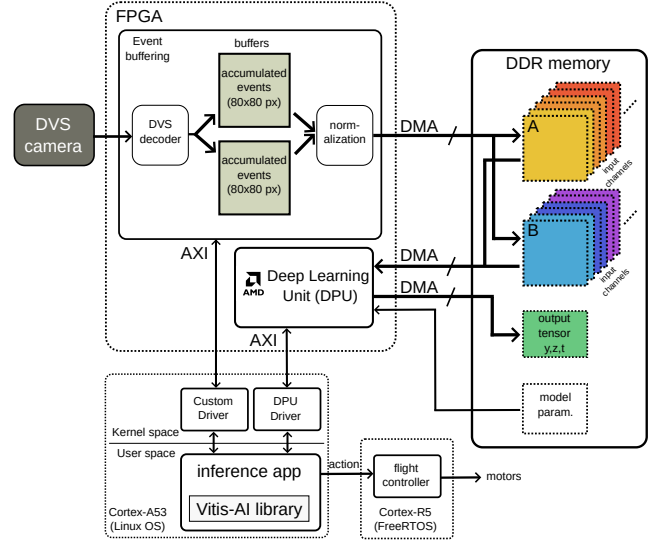 FPGA
Event
buffering
buffers
accumulated
events
(80x80 px)
accumulated
events
(80x80 px)
DVS
camera
DVS
decoder
norm-
alization
DMA
DDR memory
A
input
channels
B
input
channels
AXI
AMD
Deep Learning
Unit (DPU)
DMA
DMA
output
tensor
y,z,t
AXI
model
param.
Custom
Driver
DPU
Driver
Kernel space
User space
inference app
Vitis-AI library
Cortex-A53
(Linux OS)
action
flight
controller
motors
Cortex-R5
(FreeRTOS)